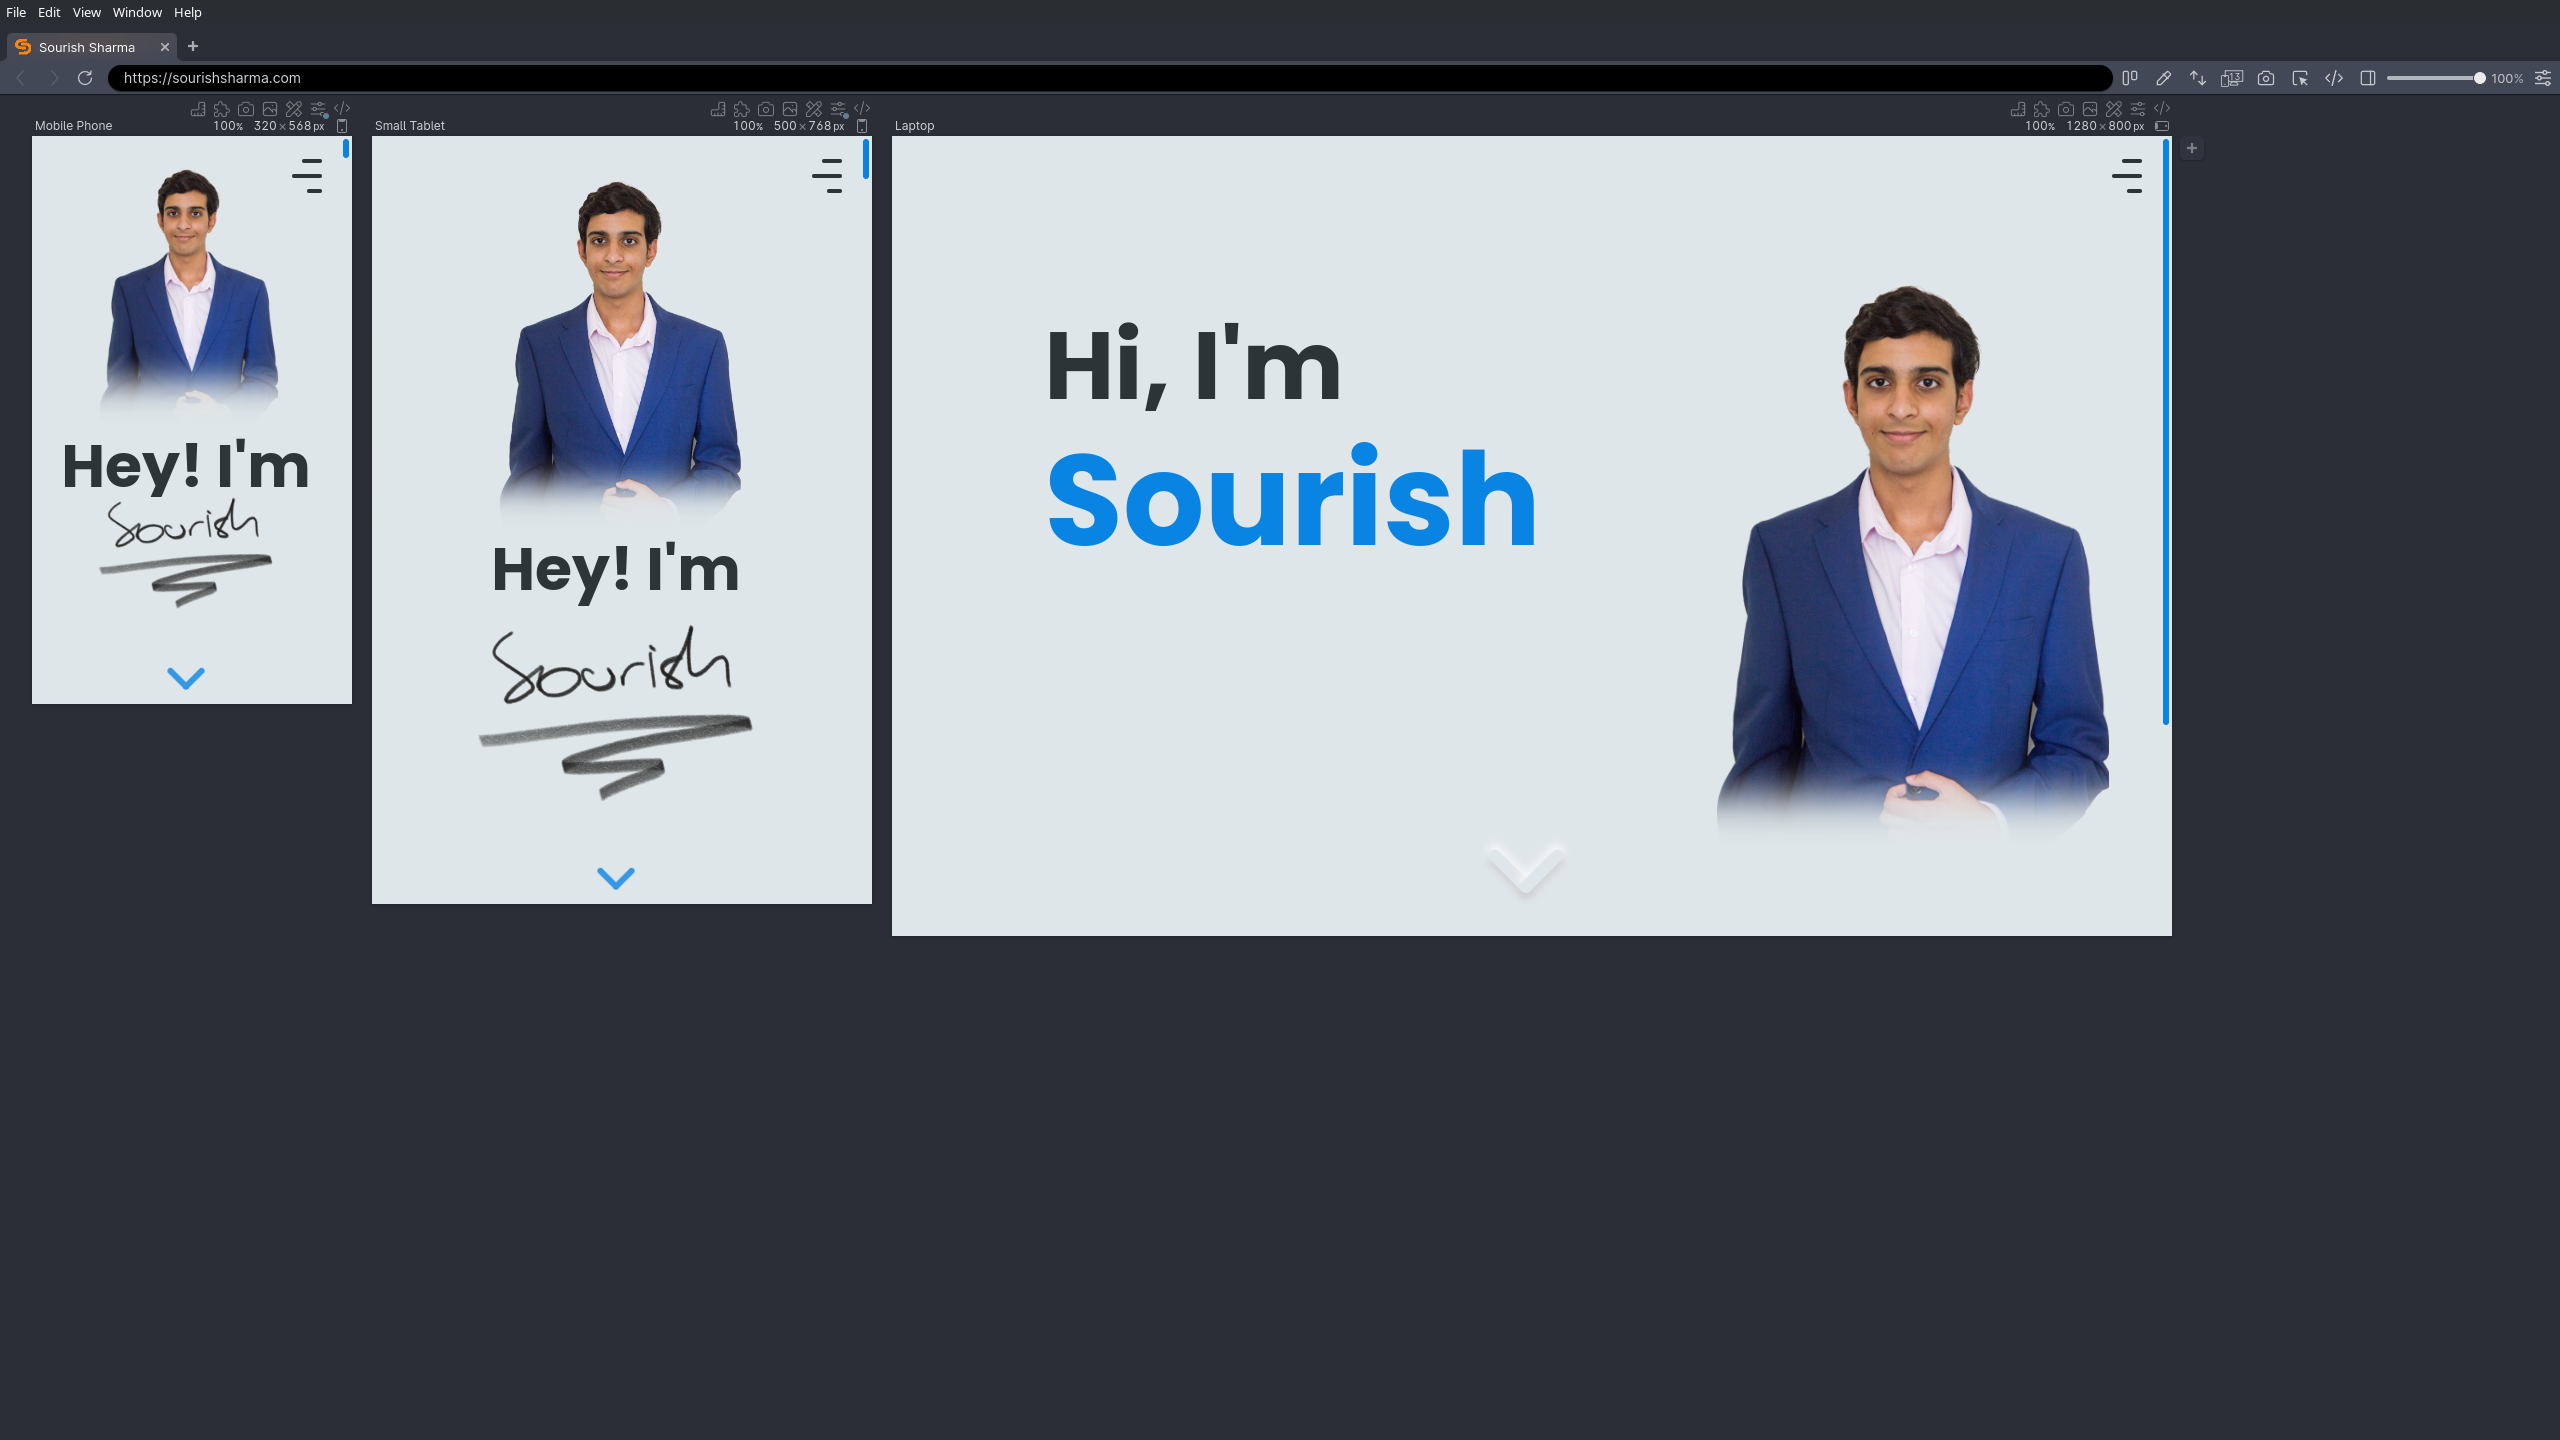 File Edit View Window Help
Sourish Sharma
https://sourishsharma.com
100%
Mobile Phone 100% 320×568 px
Small Tablet 100% 500×768 px
Laptop 100% 1280×800 px
Hey! I'm
Sourish
Hey! I'm
Sourish
Hi, I'm
Sourish